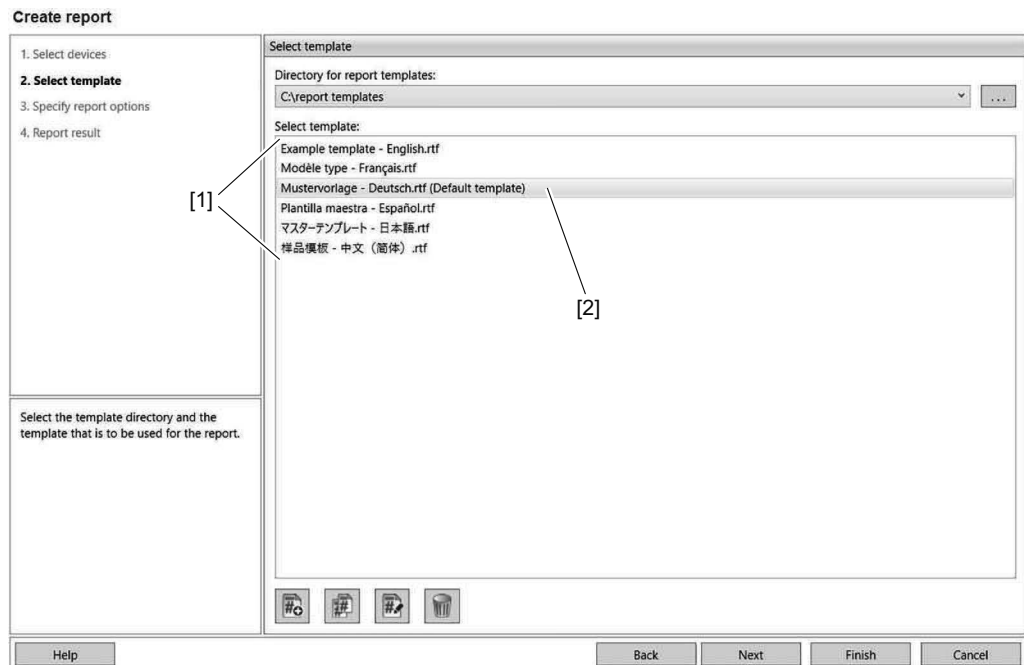 Create report
1. Select devices
2. Select template
3. Specify report options
4. Report result
Select the template directory and the
template that is to be used for the report.
Select template
Directory for report templates:
C:\report templates
...
Select template:
Example template - English.rtf
Modèle type - Français.rtf
Mustervorlage - Deutsch.rtf (Default template)
Plantilla maestra - Español.rtf
マスターテンプレート - 日本語.rtf
样品模板 - 中文（简体）.rtf
[1]
[2]
Help
Back
Next
Finish
Cancel